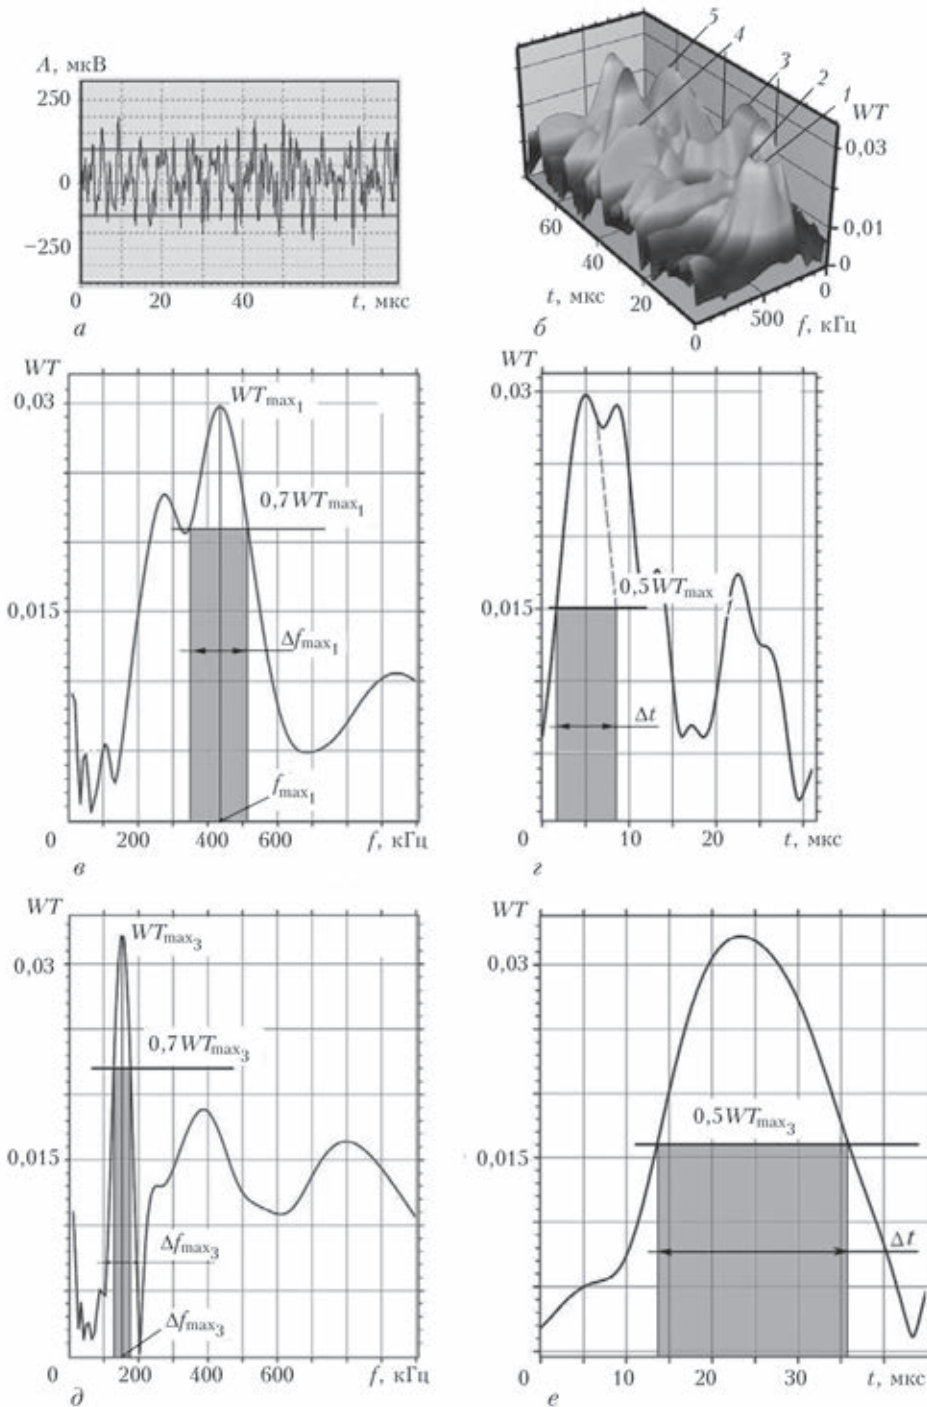 A, мкВ
250
0
−250
0 20 40 t, мкс
а
5
4
3
2
1
WT
0,03
0,01
0
60
40
20
0
t, мкс
500
0
f, кГц
б
WT
0,03
0,015
WTmax1
0,7WTmax1
Δfmax1
fmax1
0 200 400 600 f, кГц
в
WT
0,03
0,015
0,5WTmax
Δt
0 10 20 t, мкс
г
WT
0,03
0,015
WTmax3
0,7WTmax3
Δfmax3
Δfmax3
0 200 400 600 f, кГц
д
WT
0,03
0,015
0,5WTmax3
Δt
0 10 20 30 t, мкс
е